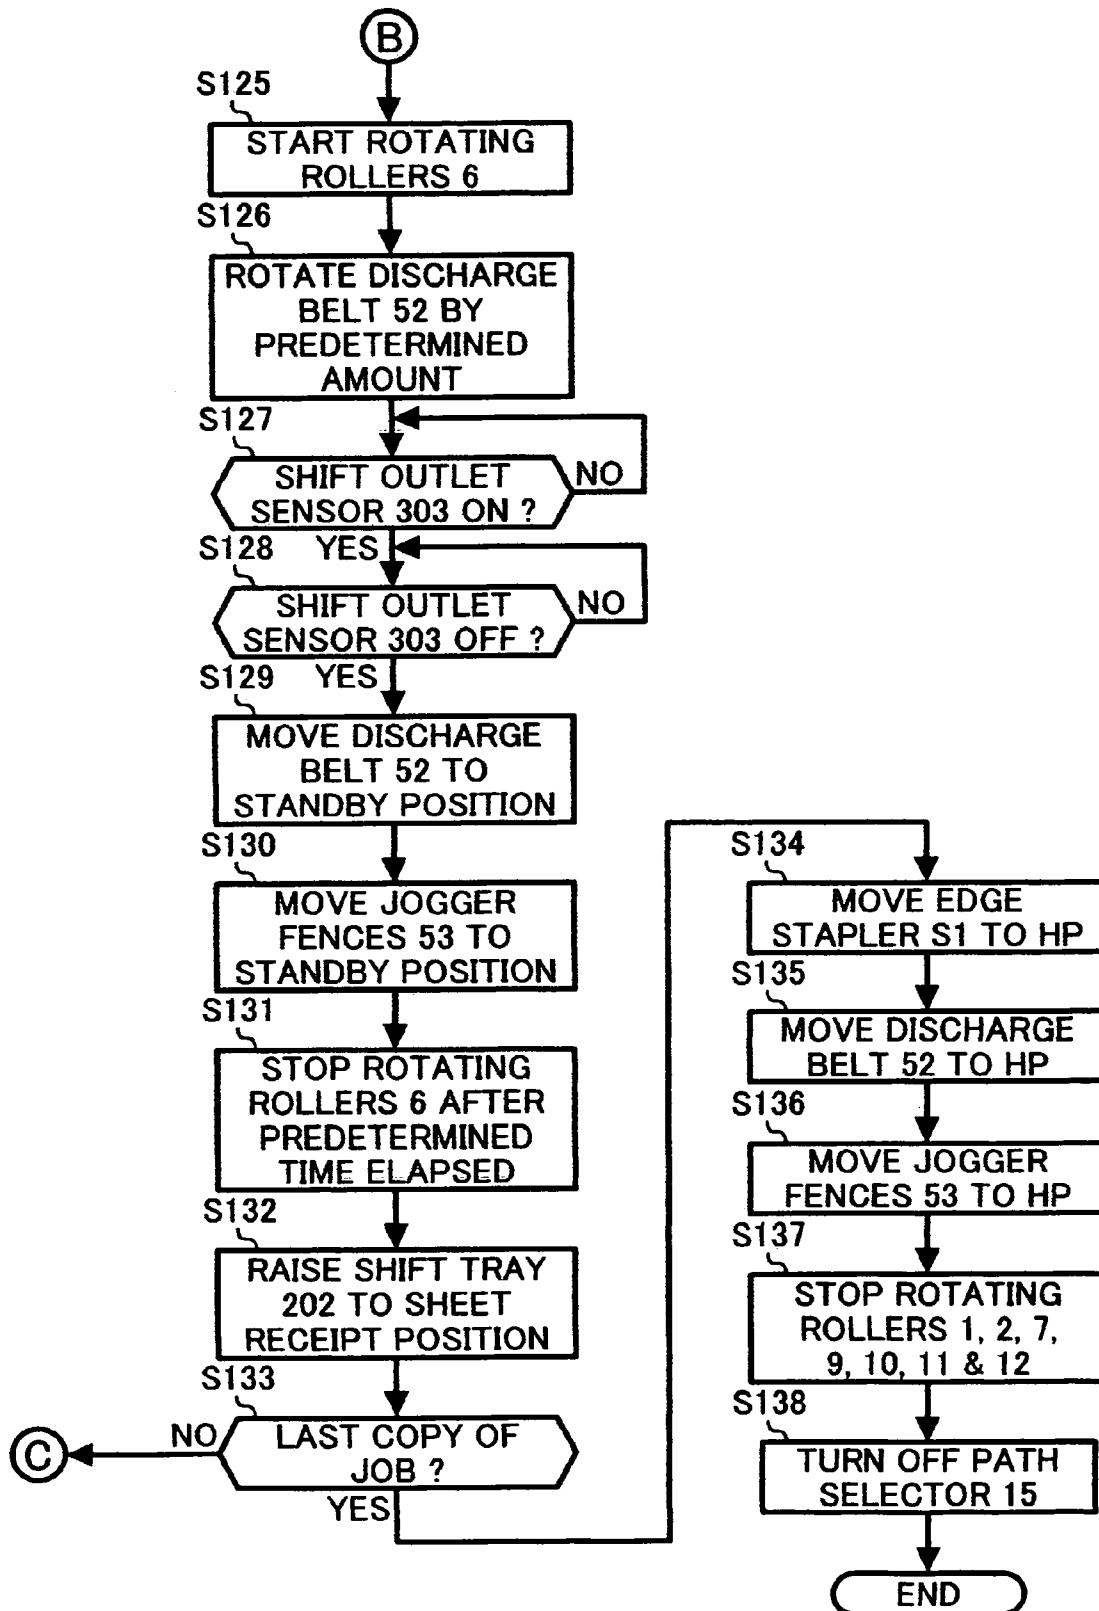 B
S125
START ROTATING
ROLLERS 6
S126
ROTATE DISCHARGE
BELT 52 BY
PREDETERMINED
AMOUNT
S127
SHIFT OUTLET
SENSOR 303 ON ?
NO
YES
S128
SHIFT OUTLET
SENSOR 303 OFF ?
NO
YES
S129
MOVE DISCHARGE
BELT 52 TO
STANDBY POSITION
S130
MOVE JOGGER
FENCES 53 TO
STANDBY POSITION
S131
STOP ROTATING
ROLLERS 6 AFTER
PREDETERMINED
TIME ELAPSED
S132
RAISE SHIFT TRAY
202 TO SHEET
RECEIPT POSITION
S133
LAST COPY OF
JOB ?
NO
C
YES
S134
MOVE EDGE
STAPLER S1 TO HP
S135
MOVE DISCHARGE
BELT 52 TO HP
S136
MOVE JOGGER
FENCES 53 TO HP
S137
STOP ROTATING
ROLLERS 1, 2, 7,
9, 10, 11 & 12
S138
TURN OFF PATH
SELECTOR 15
END